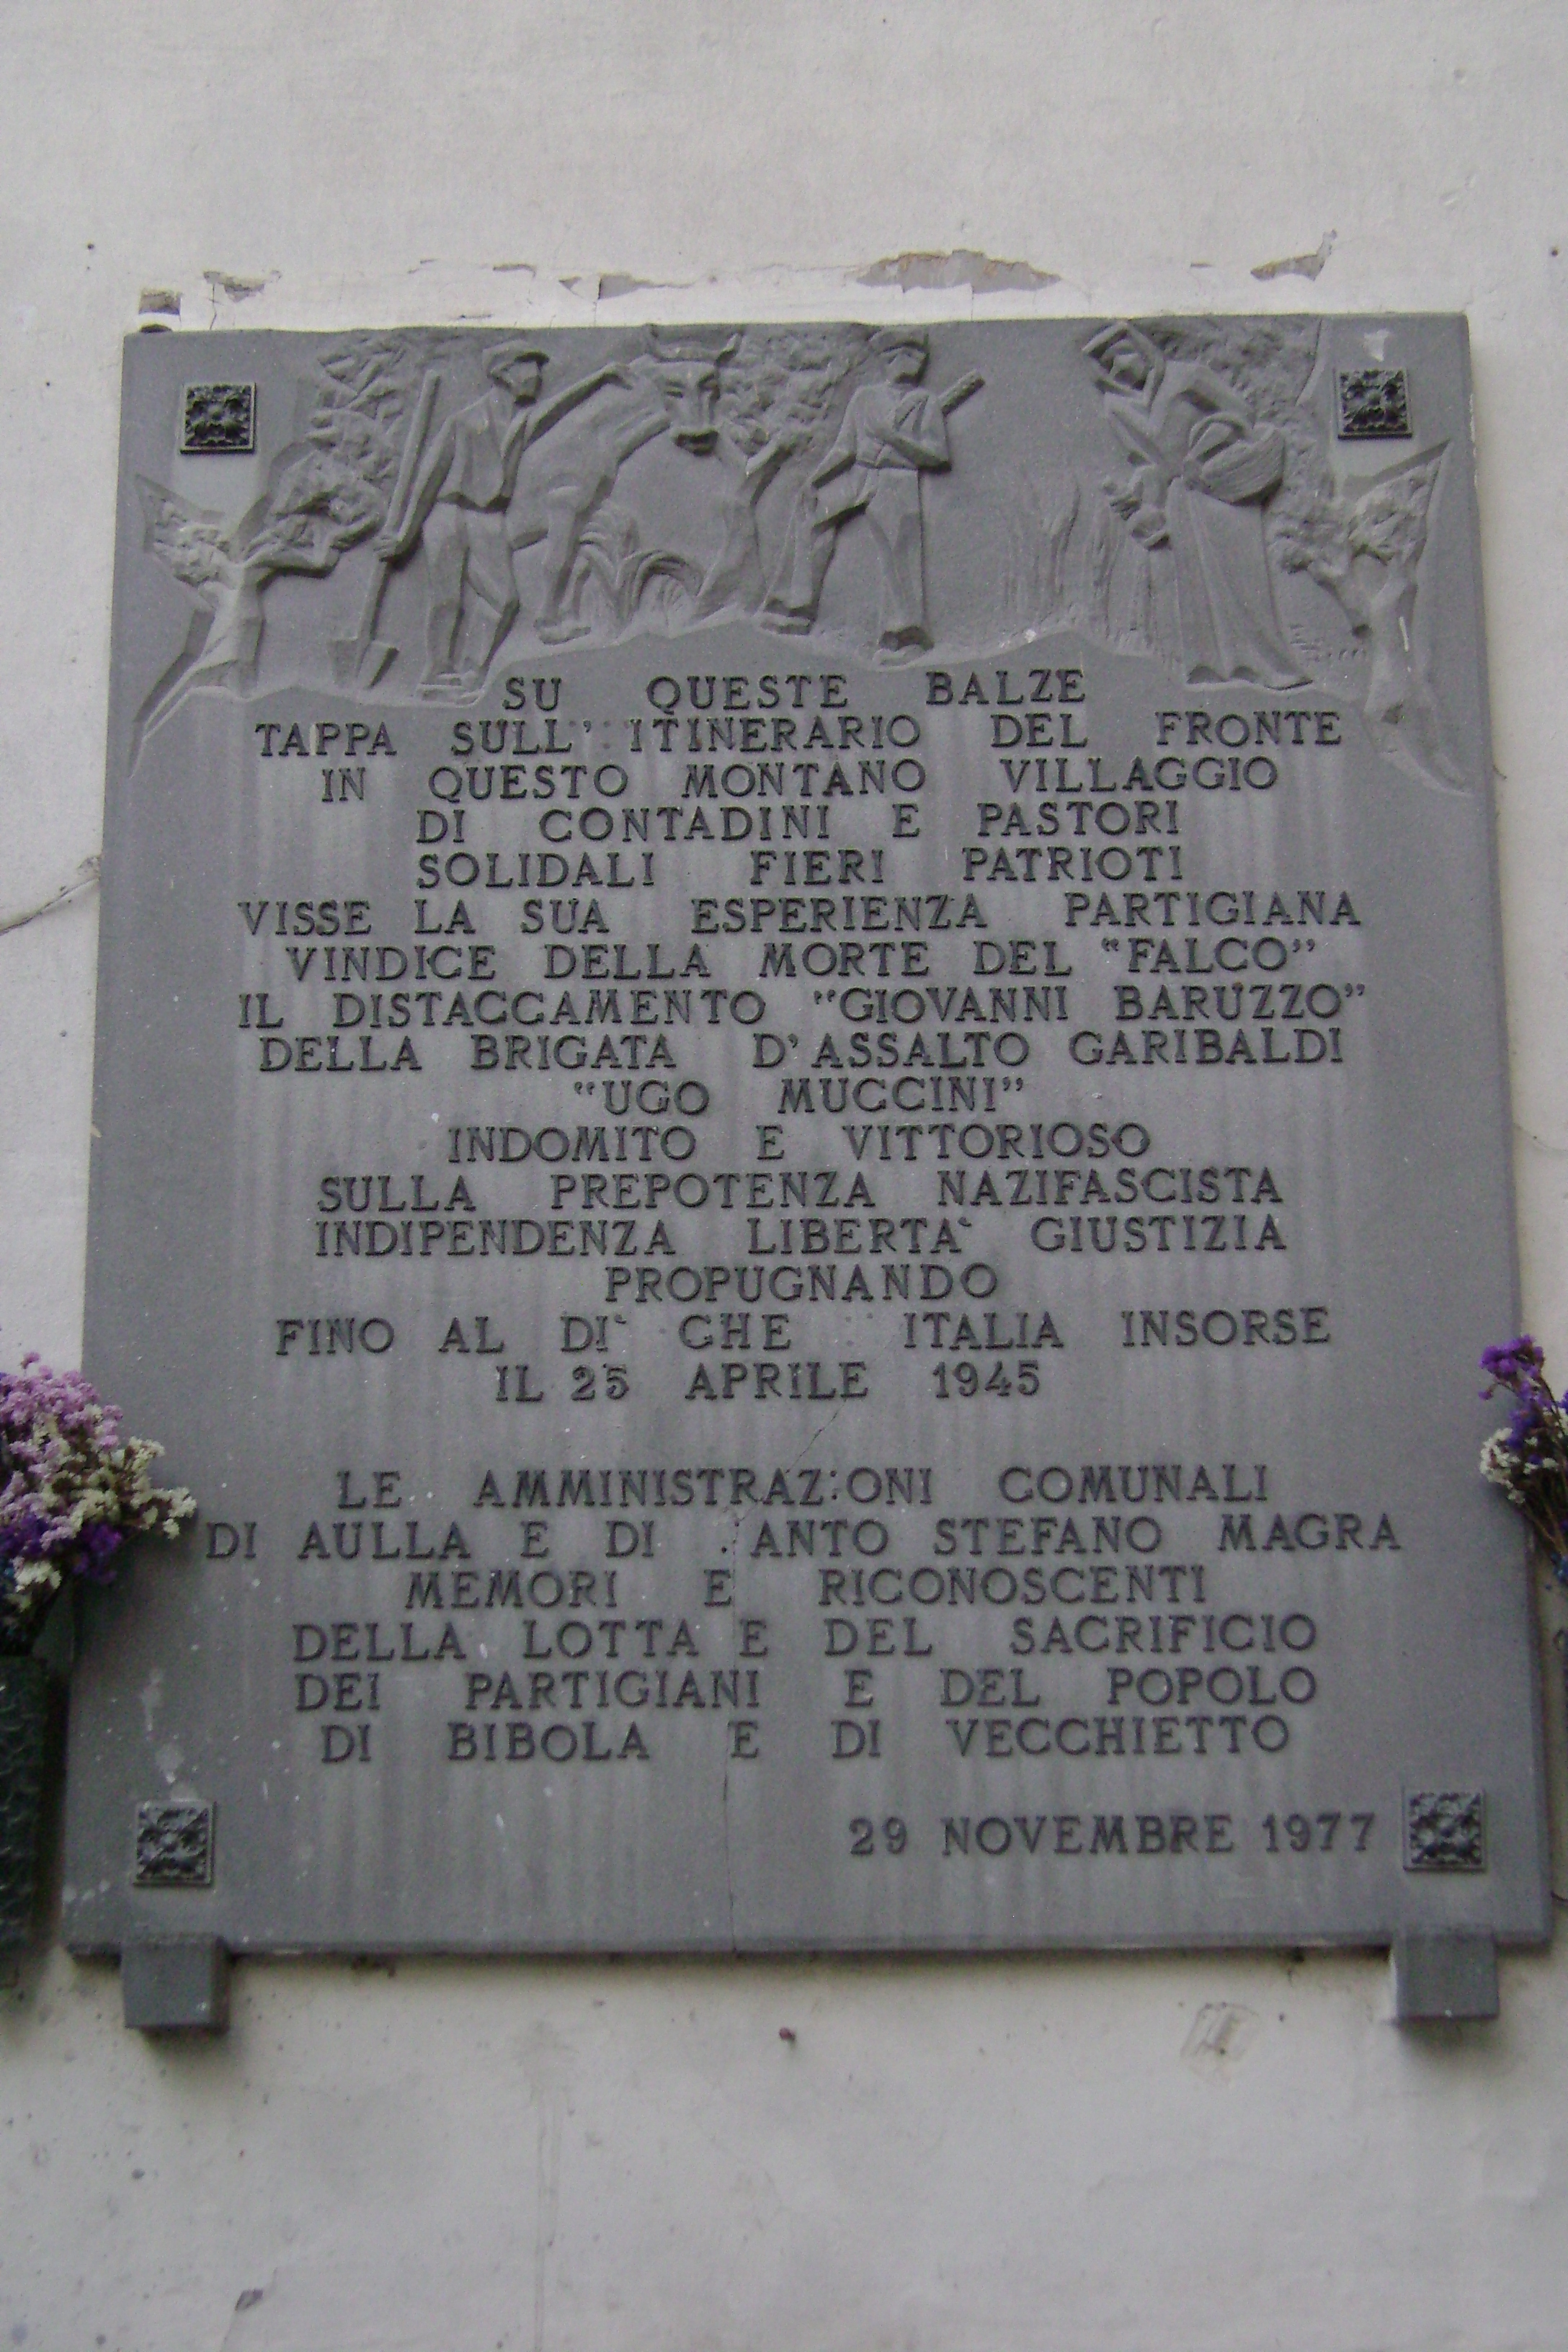 SU QUESTE BALZE
TAPPA SULL' ITINERARIO DEL FRONTE
IN QUESTO MONTANO VILLAGGIO
DI CONTADINI E PASTORI
SOLIDALI FIERI PATRIOTI
VISSE LA SUA ESPERIENZA PARTIGIANA
VINDICE DELLA MORTE DEL "FALCO"
IL DISTACCAMENTO "GIOVANNI BARUZZO"
DELLA BRIGATA D'ASSALTO GARIBALDI
"UGO MUCCINI"
INDOMITO E VITTORIOSO
SULLA PREPOTENZA NAZIFASCISTA
INDIPENDENZA LIBERTA' GIUSTIZIA
PROPUGNANDO
FINO AL DI' CHE ITALIA INSORSE
IL 25 APRILE 1945
LE AMMINISTRAZ:ONI COMUNALI
DI AULLA E DI ANTO STEFANO MAGRA
MEMORI E RICONOSCENTI
DELLA LOTTA E DEL SACRIFICIO
DEI PARTIGIANI E DEL POPOLO
DI BIBOLA E DI VECCHIETTO
29 NOVEMBRE 1977